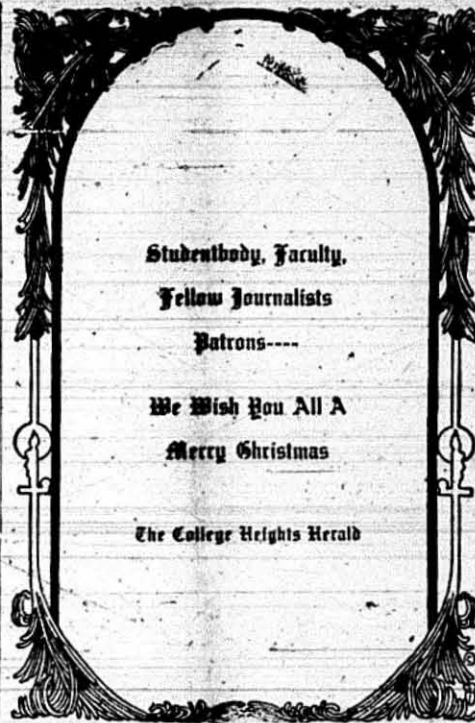 Studentbody, Faculty,
Fellow Journalists
Patrons----
We Wish You All A
Merry Christmas
The College Heights Herald